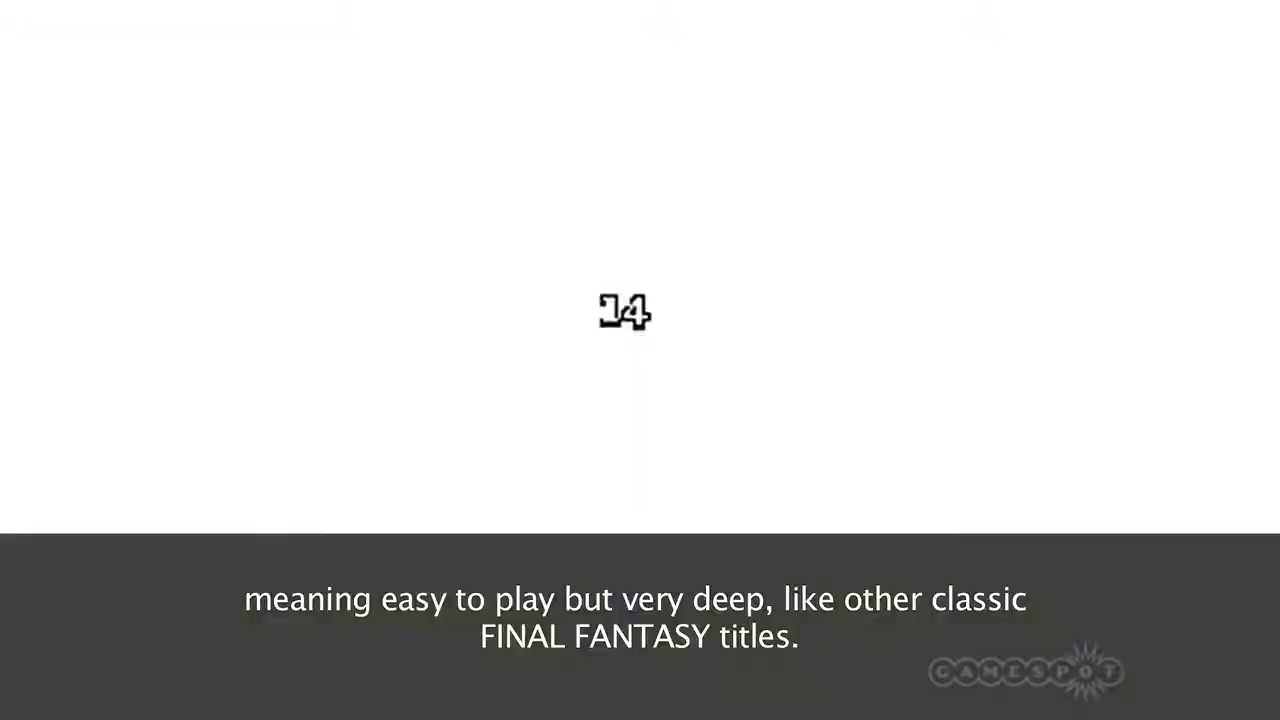 14
meaning easy to play but very deep, like other classic
FINAL FANTASY titles.
GAMESPOT